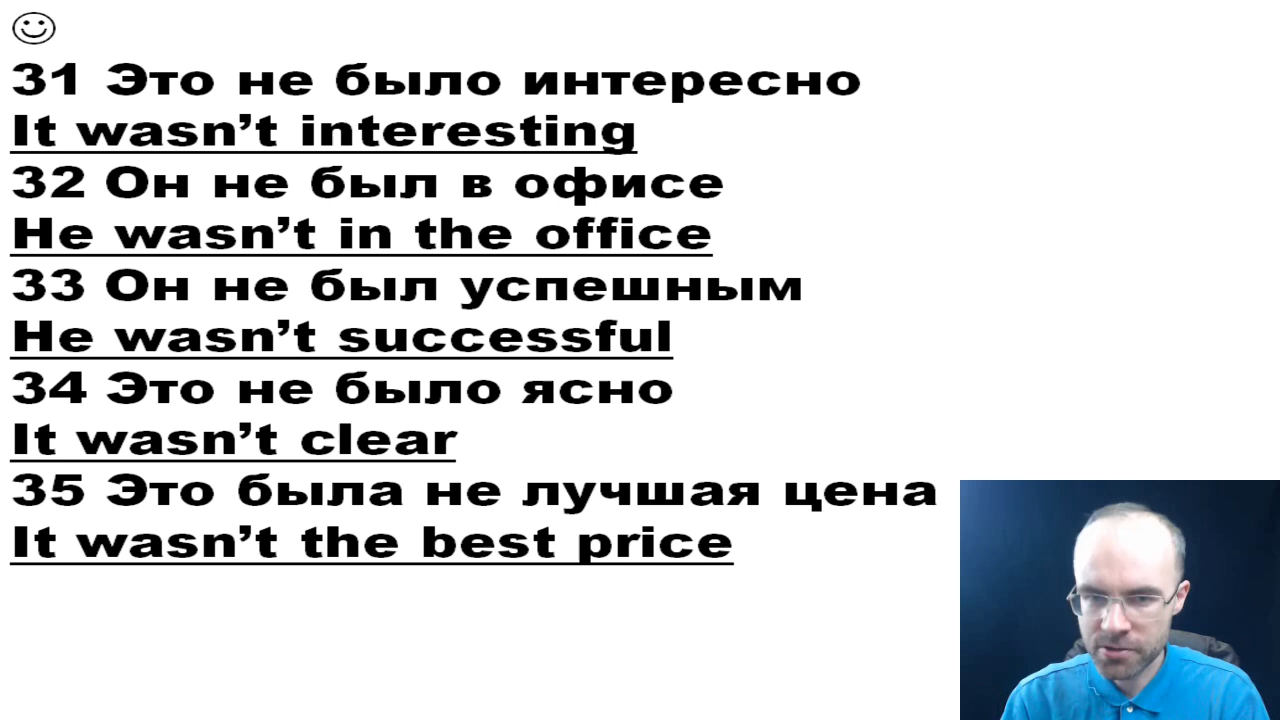 31 Это не было интересно
It wasn’t interesting
32 Он не был в офисе
He wasn’t in the office
33 Он не был успешным
He wasn’t successful
34 Это не было ясно
It wasn’t clear
35 Это была не лучшая цена
It wasn’t the best price